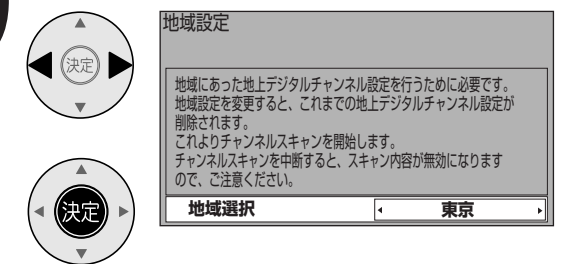 決定
決定
地域設定
地域にあった地上デジタルチャンネル設定を行うために必要です。
地域設定を変更すると、これまでの地上デジタルチャンネル設定が
削除されます。
これよりチャンネルスキャンを開始します。
チャンネルスキャンを中断すると、スキャン内容が無効になります
ので、ご注意ください。
地域選択 東京